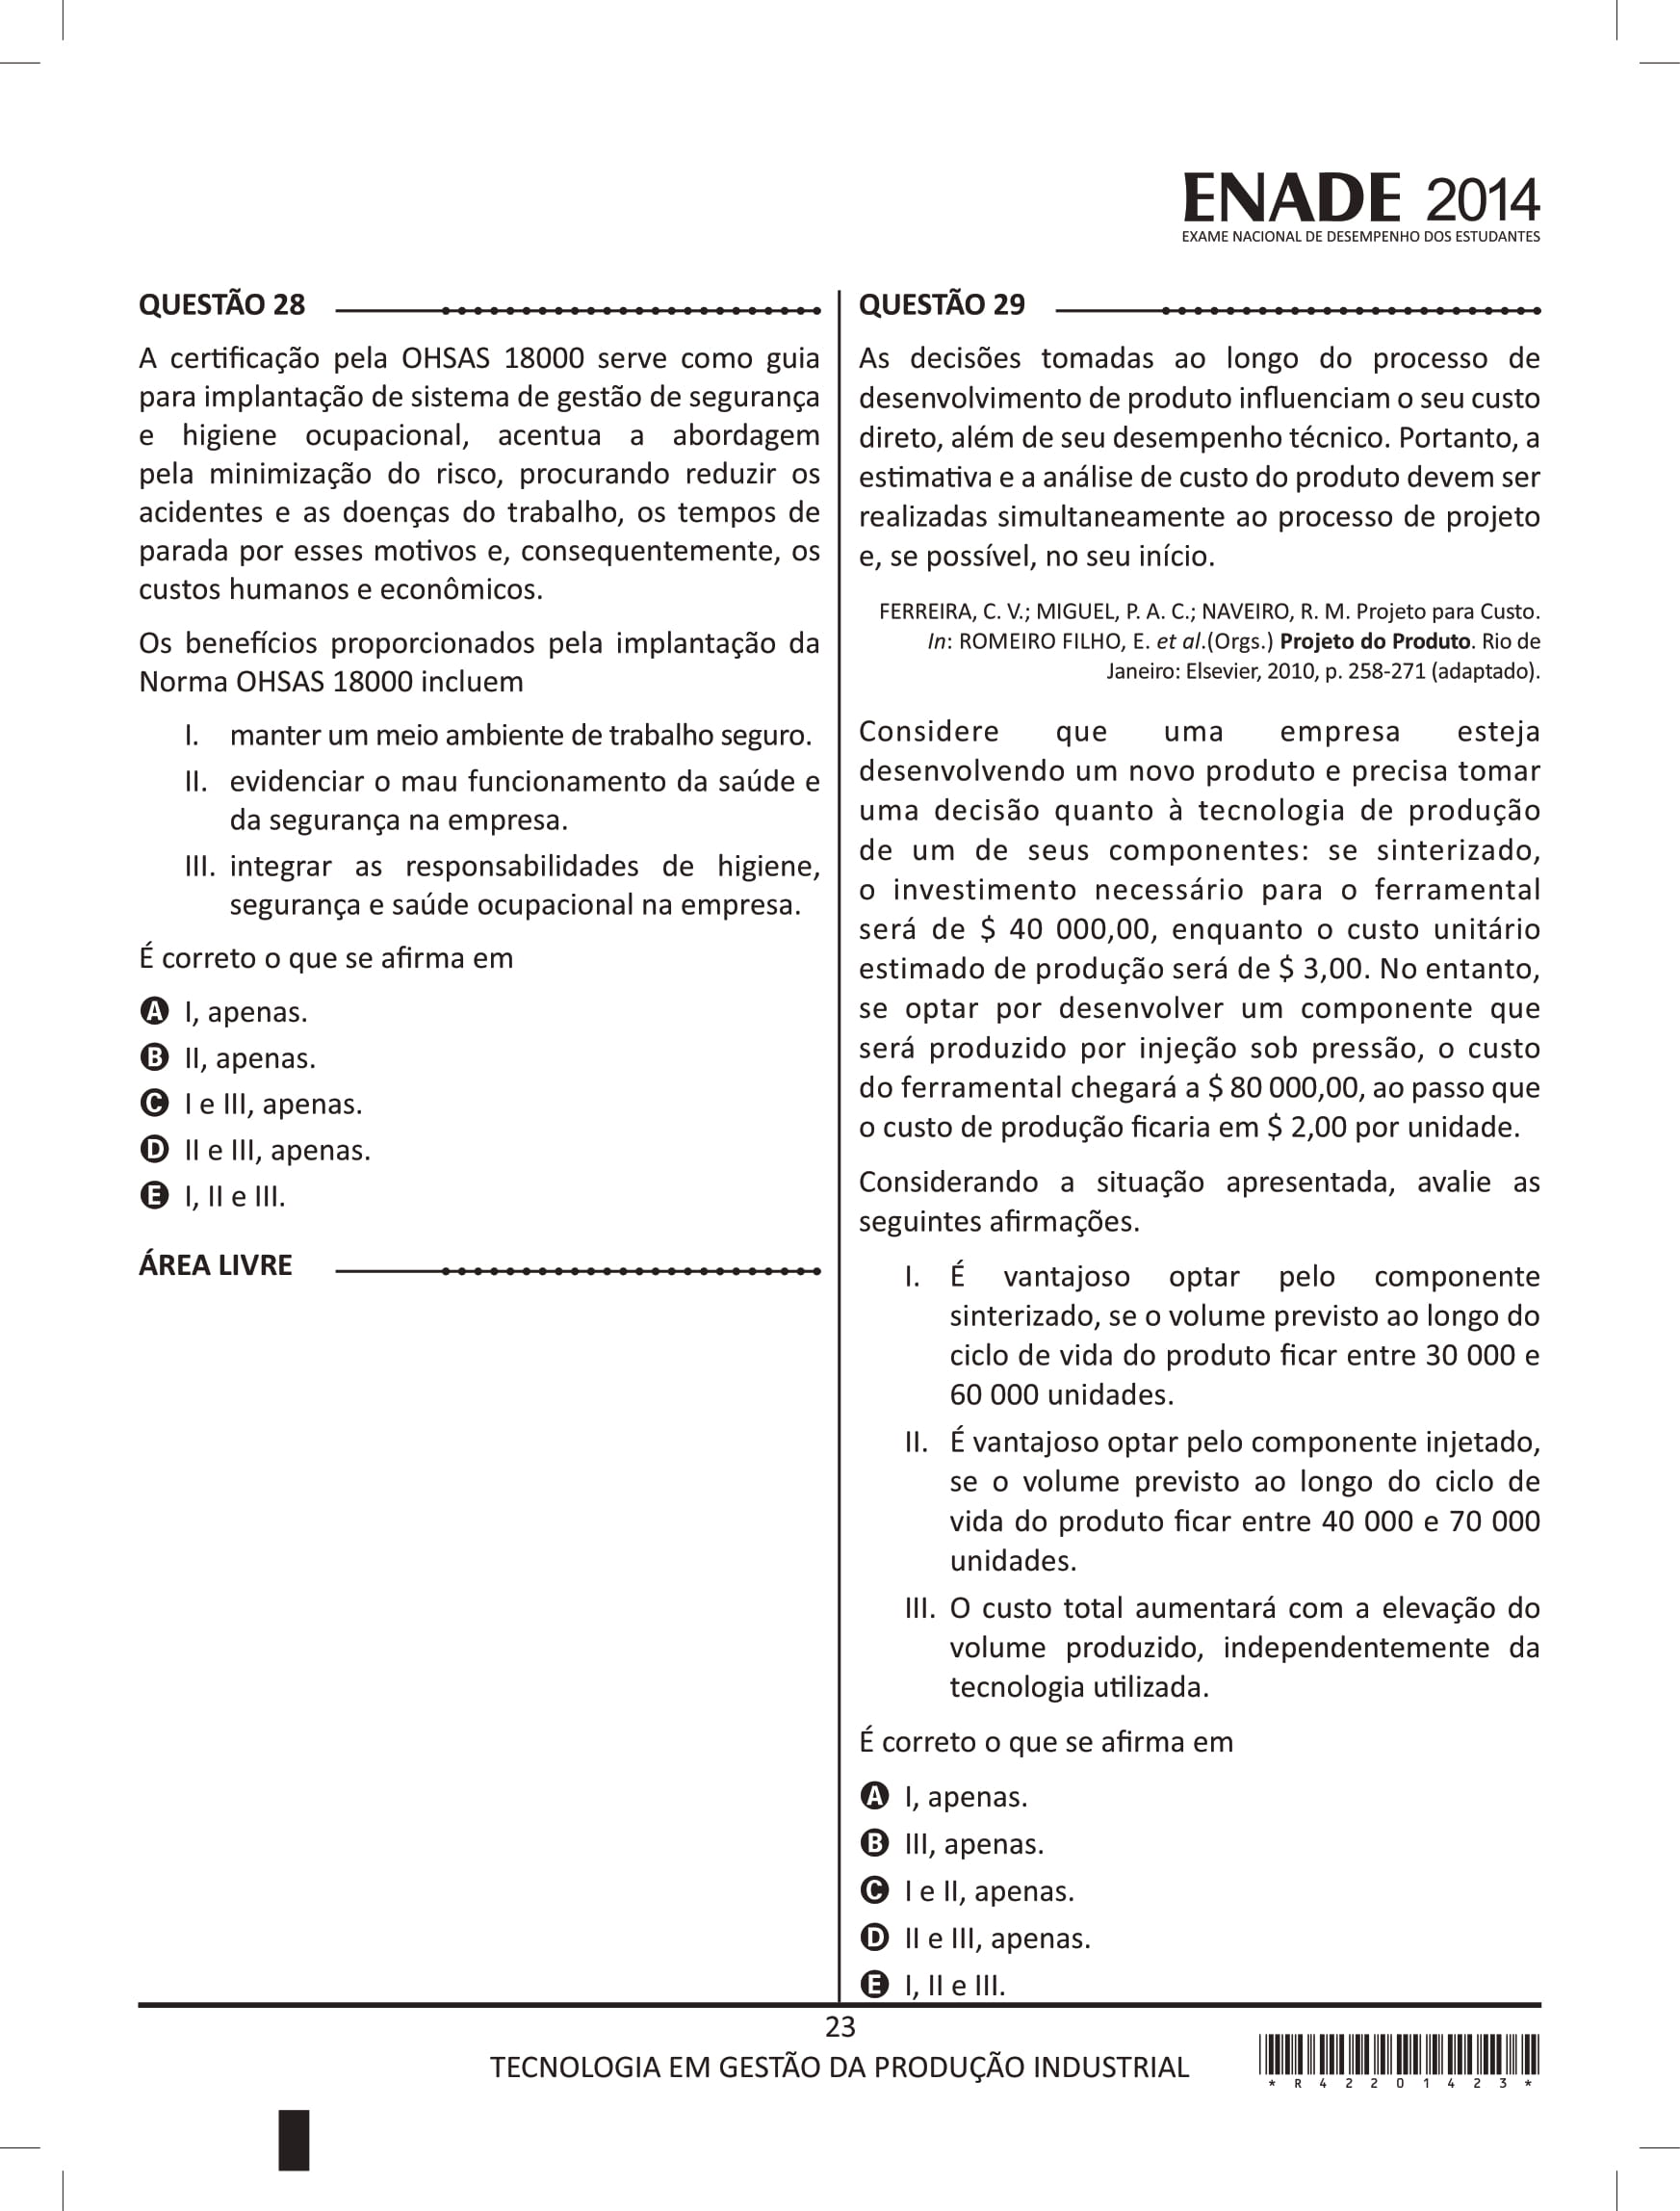 ENADE 2014
EXAME NACIONAL DE DESEMPENHO DOS ESTUDANTES
QUESTÃO 28
A certificação pela OHSAS 18000 serve como guia
para implantação de sistema de gestão de segurança
e higiene ocupacional, acentua a abordagem
pela minimização do risco, procurando reduzir os
acidentes e as doenças do trabalho, os tempos de
parada por esses motivos e, consequentemente, os
custos humanos e econômicos.
Os benefícios proporcionados pela implantação da
Norma OHSAS 18000 incluem
I. manter um meio ambiente de trabalho seguro.
II. evidenciar o mau funcionamento da saúde e
da segurança na empresa.
III. integrar as responsabilidades de higiene,
segurança e saúde ocupacional na empresa.
É correto o que se afirma em
A I, apenas.
B II, apenas.
C I e III, apenas.
D II e III, apenas.
E I, II e III.
ÁREA LIVRE
QUESTÃO 29
As decisões tomadas ao longo do processo de
desenvolvimento de produto influenciam o seu custo
direto, além de seu desempenho técnico. Portanto, a
estimativa e a análise de custo do produto devem ser
realizadas simultaneamente ao processo de projeto
e, se possível, no seu início.
FERREIRA, C. V.; MIGUEL, P. A. C.; NAVEIRO, R. M. Projeto para Custo.
In: ROMEIRO FILHO, E. et al.(Orgs.) Projeto do Produto. Rio de
Janeiro: Elsevier, 2010, p. 258-271 (adaptado).
Considere que uma empresa esteja
desenvolvendo um novo produto e precisa tomar
uma decisão quanto à tecnologia de produção
de um de seus componentes: se sinterizado,
o investimento necessário para o ferramental
será de $ 40 000,00, enquanto o custo unitário
estimado de produção será de $ 3,00. No entanto,
se optar por desenvolver um componente que
será produzido por injeção sob pressão, o custo
do ferramental chegará a $ 80 000,00, ao passo que
o custo de produção ficaria em $ 2,00 por unidade.
Considerando a situação apresentada, avalie as
seguintes afirmações.
I. É vantajoso optar pelo componente
sinterizado, se o volume previsto ao longo do
ciclo de vida do produto ficar entre 30 000 e
60 000 unidades.
II. É vantajoso optar pelo componente injetado,
se o volume previsto ao longo do ciclo de
vida do produto ficar entre 40 000 e 70 000
unidades.
III. O custo total aumentará com a elevação do
volume produzido, independentemente da
tecnologia utilizada.
É correto o que se afirma em
A I, apenas.
B III, apenas.
C I e II, apenas.
D II e III, apenas.
E I, II e III.
23
TECNOLOGIA EM GESTÃO DA PRODUÇÃO INDUSTRIAL
*R42201423*